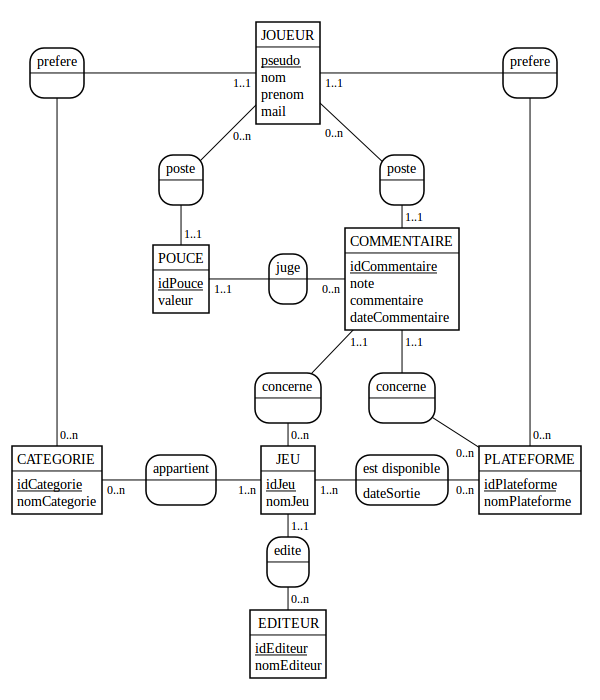 JOUEUR
pseudo
nom
prenom
mail
prefere
prefere
1..1
1..1
0..n
0..n
poste
poste
1..1
1..1
POUCE
idPouce
valeur
juge
1..1
0..n
COMMENTAIRE
idCommentaire
note
commentaire
dateCommentaire
1..1
1..1
concerne
concerne
0..n
0..n
0..n
0..n
CATEGORIE
idCategorie
nomCategorie
0..n
appartient
1..n
JEU
idJeu
nomJeu
1..n
est disponible
dateSortie
0..n
PLATEFORME
idPlateforme
nomPlateforme
1..1
edite
0..n
EDITEUR
idEditeur
nomEditeur